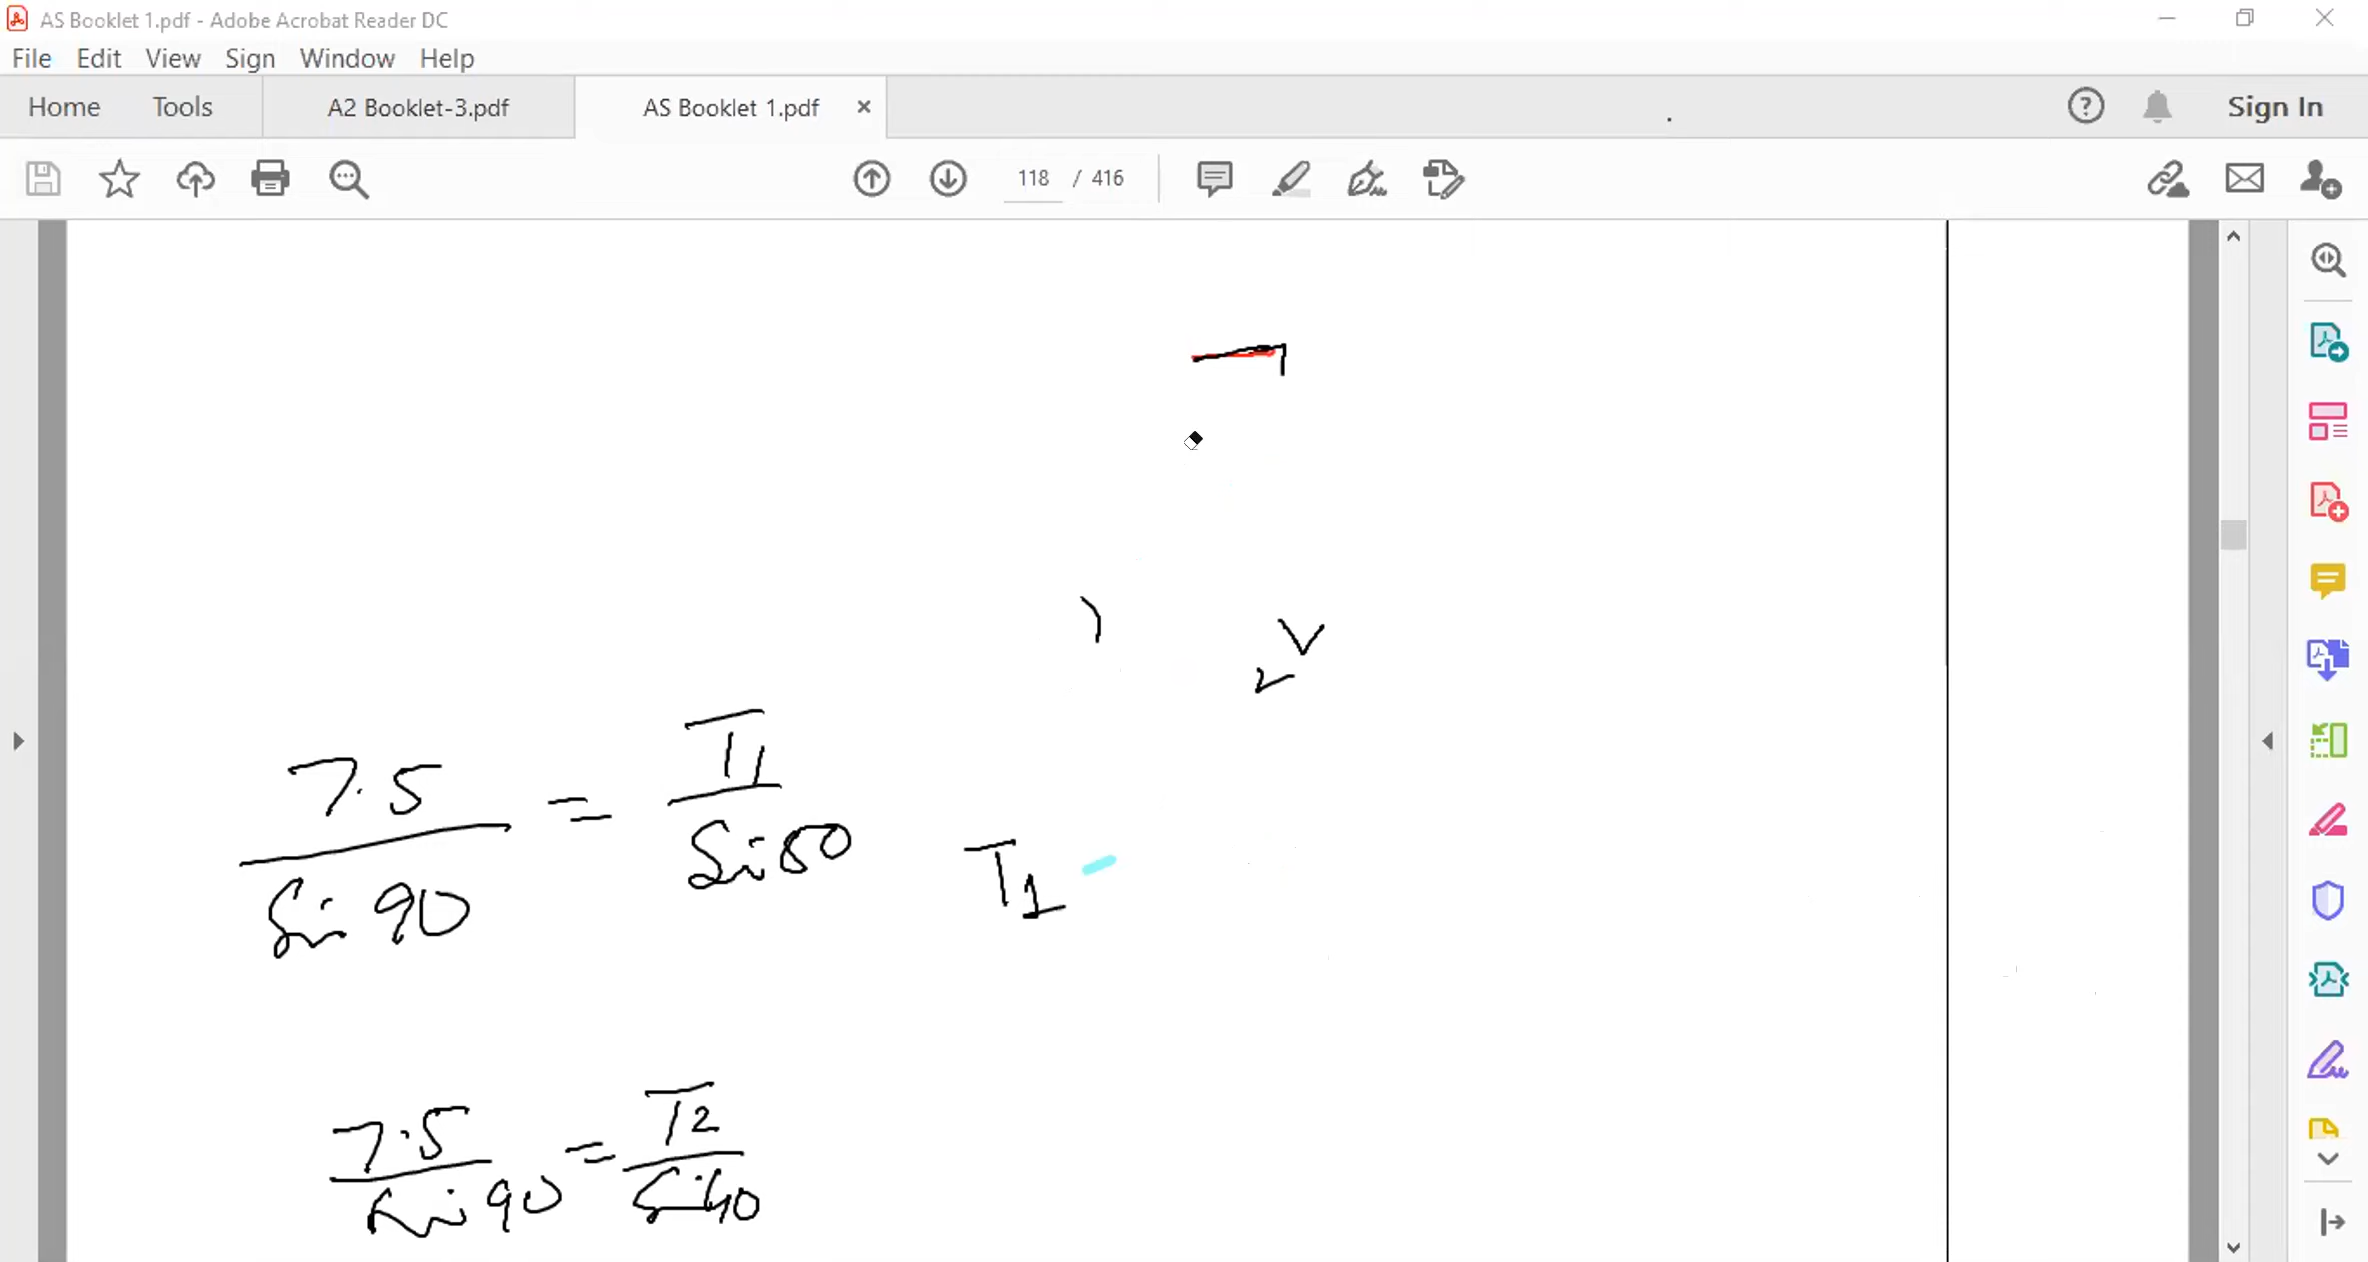 AS Booklet 1.pdf - Adobe Acrobat Reader DC
File Edit View Sign Window Help
Home Tools A2 Booklet-3.pdf AS Booklet 1.pdf × Sign In
118 / 416
V
7.5 / Sin 90 = T1 / Sin 50
T1
7.5 / Sin 90 = T2 / Sin 40